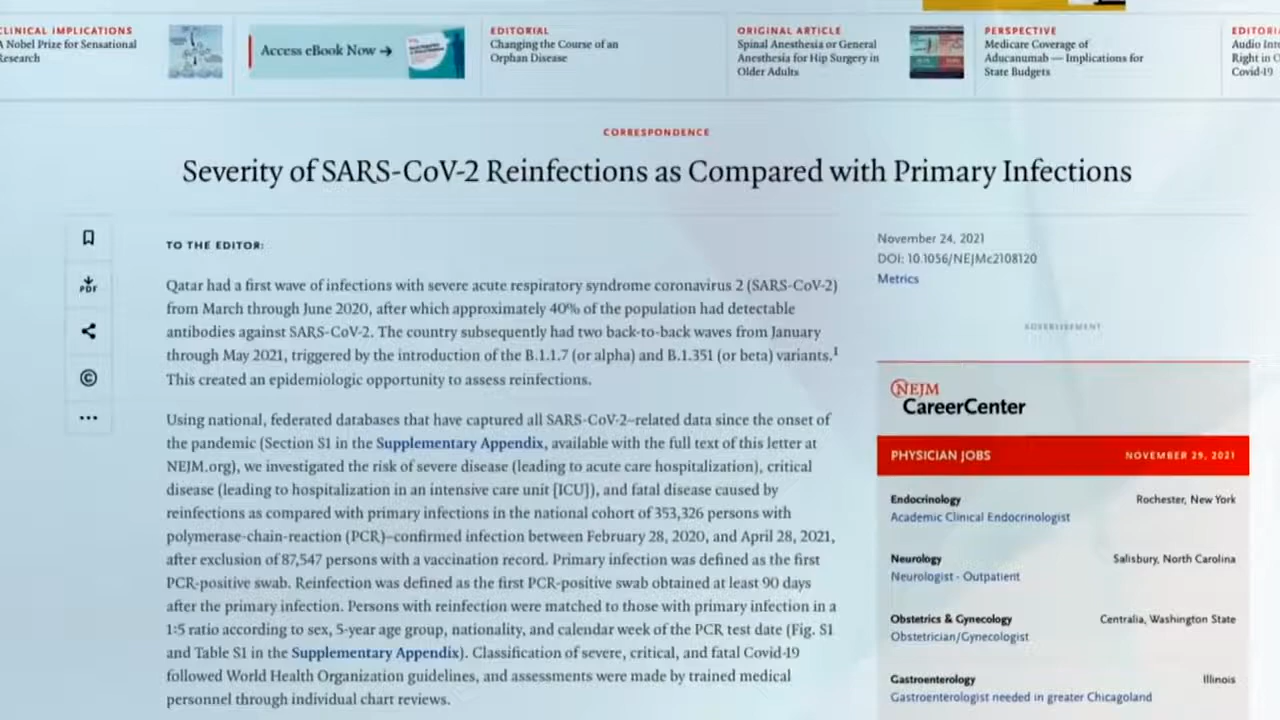 CLINICAL IMPLICATIONS
A Nobel Prize for Sensational
Research
Access eBook Now →
EDITORIAL
Changing the Course of an
Orphan Disease
ORIGINAL ARTICLE
Spinal Anesthesia or General
Anesthesia for Hip Surgery in
Older Adults
PERSPECTIVE
Medicare Coverage of
Aducanumab — Implications for
State Budgets
Audio
Right in
Covid-19
CORRESPONDENCE
Severity of SARS-CoV-2 Reinfections as Compared with Primary Infections
PDF
©
TO THE EDITOR:
Qatar had a first wave of infections with severe acute respiratory syndrome coronavirus 2 (SARS-CoV-2)
from March through June 2020, after which approximately 40% of the population had detectable
antibodies against SARS-CoV-2. The country subsequently had two back-to-back waves from January
through May 2021, triggered by the introduction of the B.1.1.7 (or alpha) and B.1.351 (or beta) variants.¹
This created an epidemiologic opportunity to assess reinfections.
Using national, federated databases that have captured all SARS-CoV-2–related data since the onset of
the pandemic (Section S1 in the Supplementary Appendix, available with the full text of this letter at
NEJM.org), we investigated the risk of severe disease (leading to acute care hospitalization), critical
disease (leading to hospitalization in an intensive care unit [ICU]), and fatal disease caused by
reinfections as compared with primary infections in the national cohort of 353,326 persons with
polymerase-chain-reaction (PCR)–confirmed infection between February 28, 2020, and April 28, 2021,
after exclusion of 87,547 persons with a vaccination record. Primary infection was defined as the first
PCR-positive swab. Reinfection was defined as the first PCR-positive swab obtained at least 90 days
after the primary infection. Persons with reinfection were matched to those with primary infection in a
1:5 ratio according to sex, 5-year age group, nationality, and calendar week of the PCR test date (Fig. S1
and Table S1 in the Supplementary Appendix). Classification of severe, critical, and fatal Covid-19
followed World Health Organization guidelines, and assessments were made by trained medical
personnel through individual chart reviews.
November 24, 2021
DOI: 10.1056/NEJMc2108120
Metrics
ADVERTISEMENT
NEJM
CareerCenter
PHYSICIAN JOBS NOVEMBER 29, 2021
Endocrinology Rochester, New York
Academic Clinical Endocrinologist
Neurology Salisbury, North Carolina
Neurologist - Outpatient
Obstetrics & Gynecology Centralia, Washington State
Obstetrician/Gynecologist
Gastroenterology Illinois
Gastroenterologist needed in greater Chicagoland